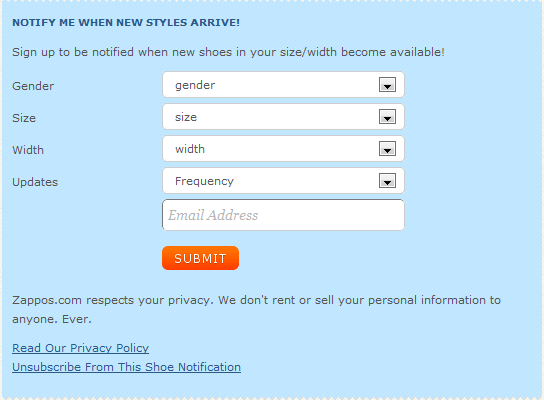 NOTIFY ME WHEN NEW STYLES ARRIVE!
Sign up to be notified when new shoes in your size/width become available!
Gender gender
Size size
Width width
Updates Frequency
Email Address
SUBMIT
Zappos.com respects your privacy. We don't rent or sell your personal information to
anyone. Ever.
Read Our Privacy Policy
Unsubscribe From This Shoe Notification